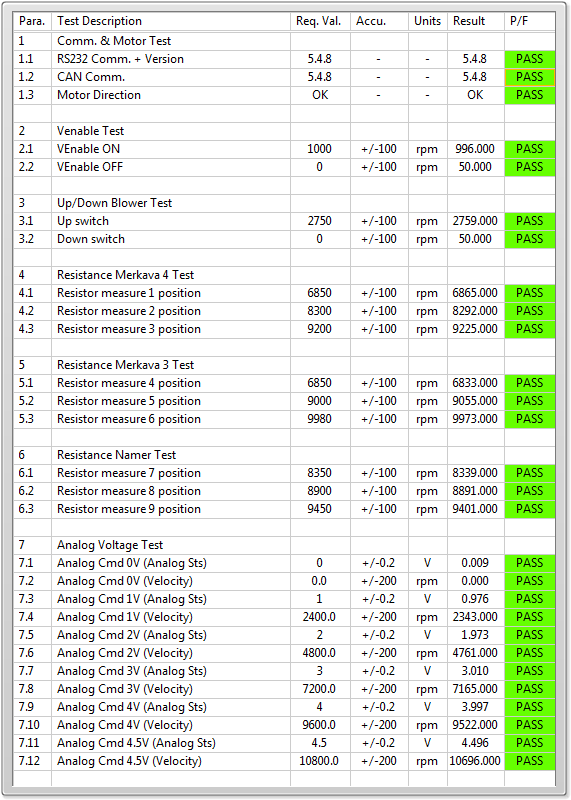 Para. Test Description Req. Val. Accu. Units Result P/F
1 Comm. & Motor Test
1.1 RS232 Comm. + Version 5.4.8 - - 5.4.8 PASS
1.2 CAN Comm. 5.4.8 - - 5.4.8 PASS
1.3 Motor Direction OK - - OK PASS
2 Venable Test
2.1 VEnable ON 1000 +/-100 rpm 996.000 PASS
2.2 VEnable OFF 0 +/-100 rpm 50.000 PASS
3 Up/Down Blower Test
3.1 Up switch 2750 +/-100 rpm 2759.000 PASS
3.2 Down switch 0 +/-100 rpm 50.000 PASS
4 Resistance Merkava 4 Test
4.1 Resistor measure 1 position 6850 +/-100 rpm 6865.000 PASS
4.2 Resistor measure 2 position 8300 +/-100 rpm 8292.000 PASS
4.3 Resistor measure 3 position 9200 +/-100 rpm 9225.000 PASS
5 Resistance Merkava 3 Test
5.1 Resistor measure 4 position 6850 +/-100 rpm 6833.000 PASS
5.2 Resistor measure 5 position 9000 +/-100 rpm 9055.000 PASS
5.3 Resistor measure 6 position 9980 +/-100 rpm 9973.000 PASS
6 Resistance Namer Test
6.1 Resistor measure 7 position 8350 +/-100 rpm 8339.000 PASS
6.2 Resistor measure 8 position 8900 +/-100 rpm 8891.000 PASS
6.3 Resistor measure 9 position 9450 +/-100 rpm 9401.000 PASS
7 Analog Voltage Test
7.1 Analog Cmd 0V (Analog Sts) 0 +/-0.2 V 0.009 PASS
7.2 Analog Cmd 0V (Velocity) 0.0 +/-200 rpm 0.000 PASS
7.3 Analog Cmd 1V (Analog Sts) 1 +/-0.2 V 0.976 PASS
7.4 Analog Cmd 1V (Velocity) 2400.0 +/-200 rpm 2343.000 PASS
7.5 Analog Cmd 2V (Analog Sts) 2 +/-0.2 V 1.973 PASS
7.6 Analog Cmd 2V (Velocity) 4800.0 +/-200 rpm 4761.000 PASS
7.7 Analog Cmd 3V (Analog Sts) 3 +/-0.2 V 3.010 PASS
7.8 Analog Cmd 3V (Velocity) 7200.0 +/-200 rpm 7165.000 PASS
7.9 Analog Cmd 4V (Analog Sts) 4 +/-0.2 V 3.997 PASS
7.10 Analog Cmd 4V (Velocity) 9600.0 +/-200 rpm 9522.000 PASS
7.11 Analog Cmd 4.5V (Analog Sts) 4.5 +/-0.2 V 4.496 PASS
7.12 Analog Cmd 4.5V (Velocity) 10800.0 +/-200 rpm 10696.000 PASS